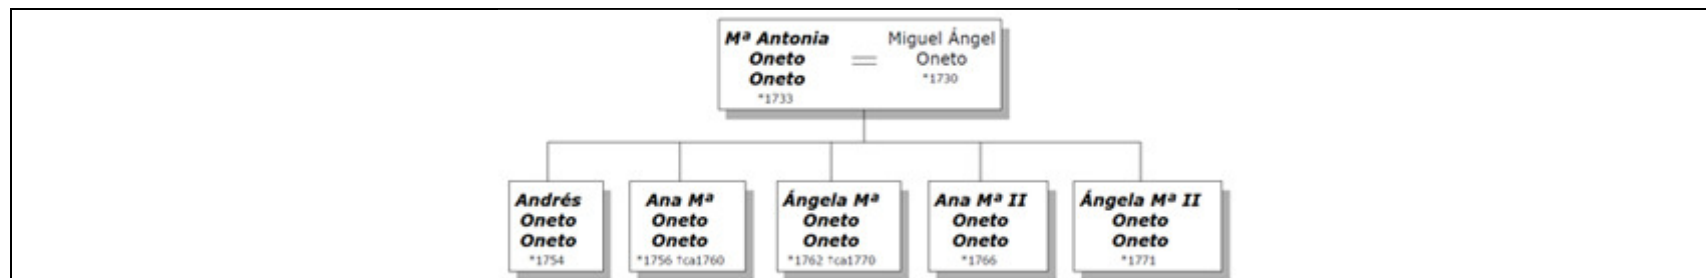 Mª Antonia
Oneto
Oneto
*1733
Miguel Ángel
Oneto
*1730
Andrés
Oneto
Oneto
*1754
Ana Mª
Oneto
Oneto
*1756 †ca1760
Ángela Mª
Oneto
Oneto
*1762 †ca1770
Ana Mª II
Oneto
Oneto
*1766
Ángela Mª II
Oneto
Oneto
*1771